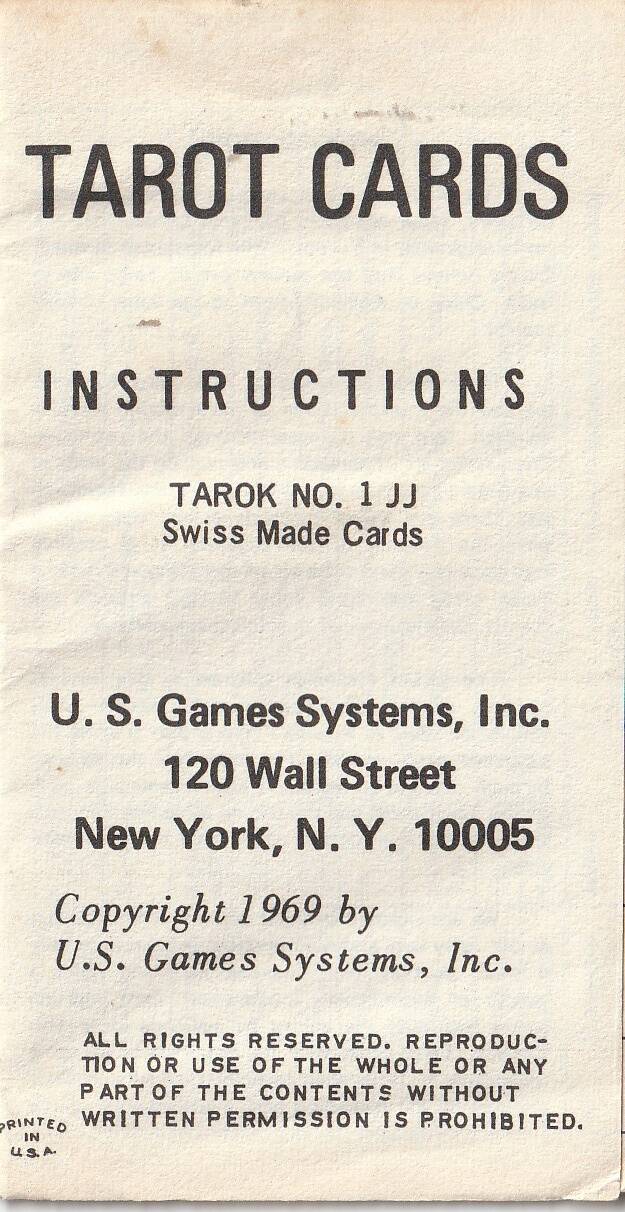 TAROT CARDS
INSTRUCTIONS
TAROK NO. 1 JJ
Swiss Made Cards
U. S. Games Systems, Inc.
120 Wall Street
New York, N. Y. 10005
Copyright 1969 by
U.S. Games Systems, Inc.
ALL RIGHTS RESERVED. REPRODUC-
TION OR USE OF THE WHOLE OR ANY
PART OF THE CONTENTS WITHOUT
WRITTEN PERMISSION IS PROHIBITED.
PRINTED
IN
U.S.A.